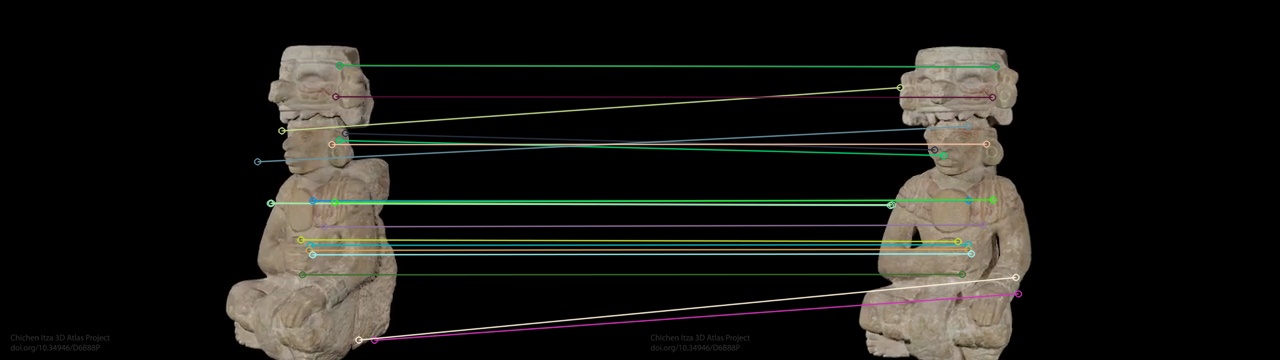 Chichen Itza 3D Atlas Project
doi.org/10.34946/D6B88P
Chichen Itza 3D Atlas Project
doi.org/10.34946/D6B88P